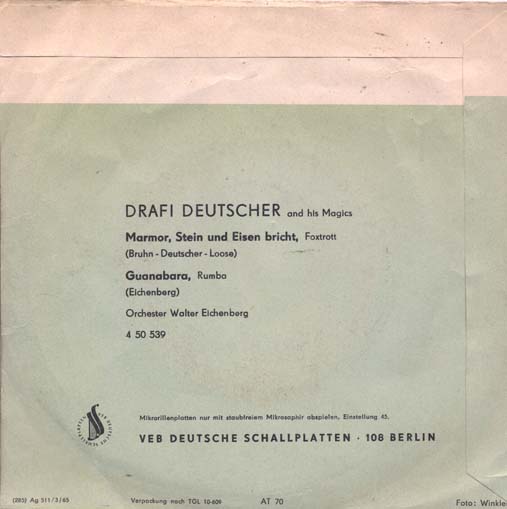 DRAFI DEUTSCHER and his Magics
Marmor, Stein und Eisen bricht, Foxtrott
(Bruhn - Deutscher - Loose)
Guanabara, Rumba
(Eichenberg)
Orchester Walter Eichenberg
4 50 539
Mikrorillenplatten nur mit staubfreiem Mikrosaphir abspielen, Einstellung 45.
VEB DEUTSCHE SCHALLPLATTEN · 108 BERLIN
(285) Ag 511/3/65 Verpackung nach TGL 10-609 AT 70 Foto: Winkle